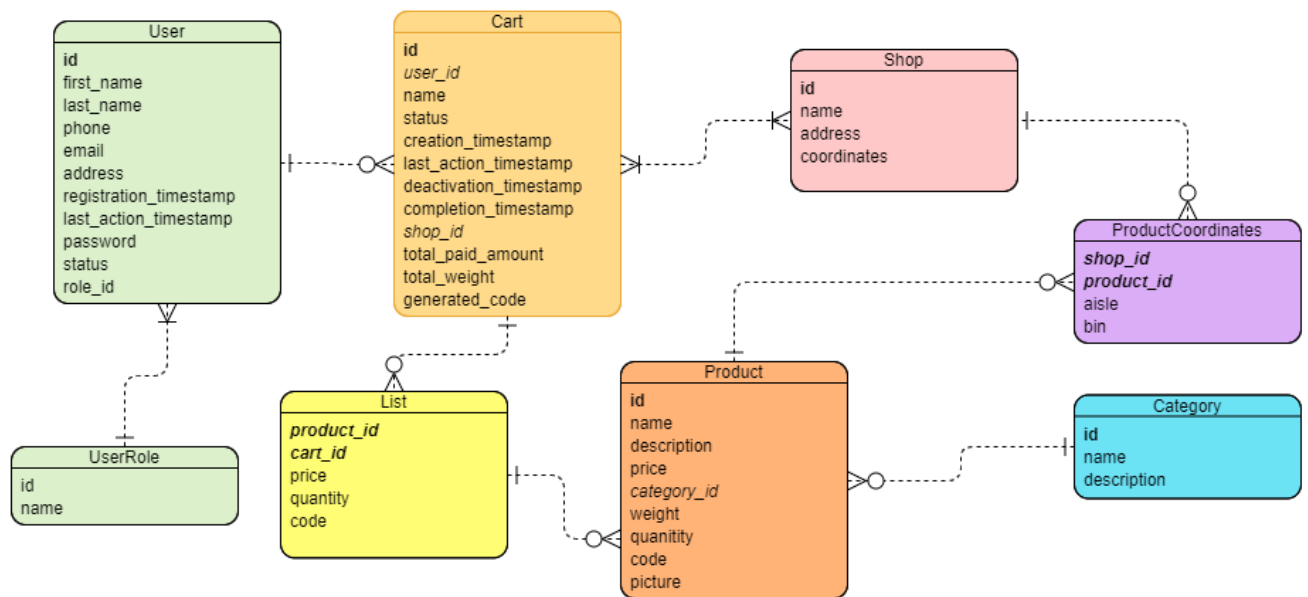 User
id
first_name
last_name
phone
email
address
registration_timestamp
last_action_timestamp
password
status
role_id
Cart
id
user_id
name
status
creation_timestamp
last_action_timestamp
deactivation_timestamp
completion_timestamp
shop_id
total_paid_amount
total_weight
generated_code
Shop
id
name
address
coordinates
ProductCoordinates
shop_id
product_id
aisle
bin
UserRole
id
name
List
product_id
cart_id
price
quantity
code
Product
id
name
description
price
category_id
weight
quanitity
code
picture
Category
id
name
description